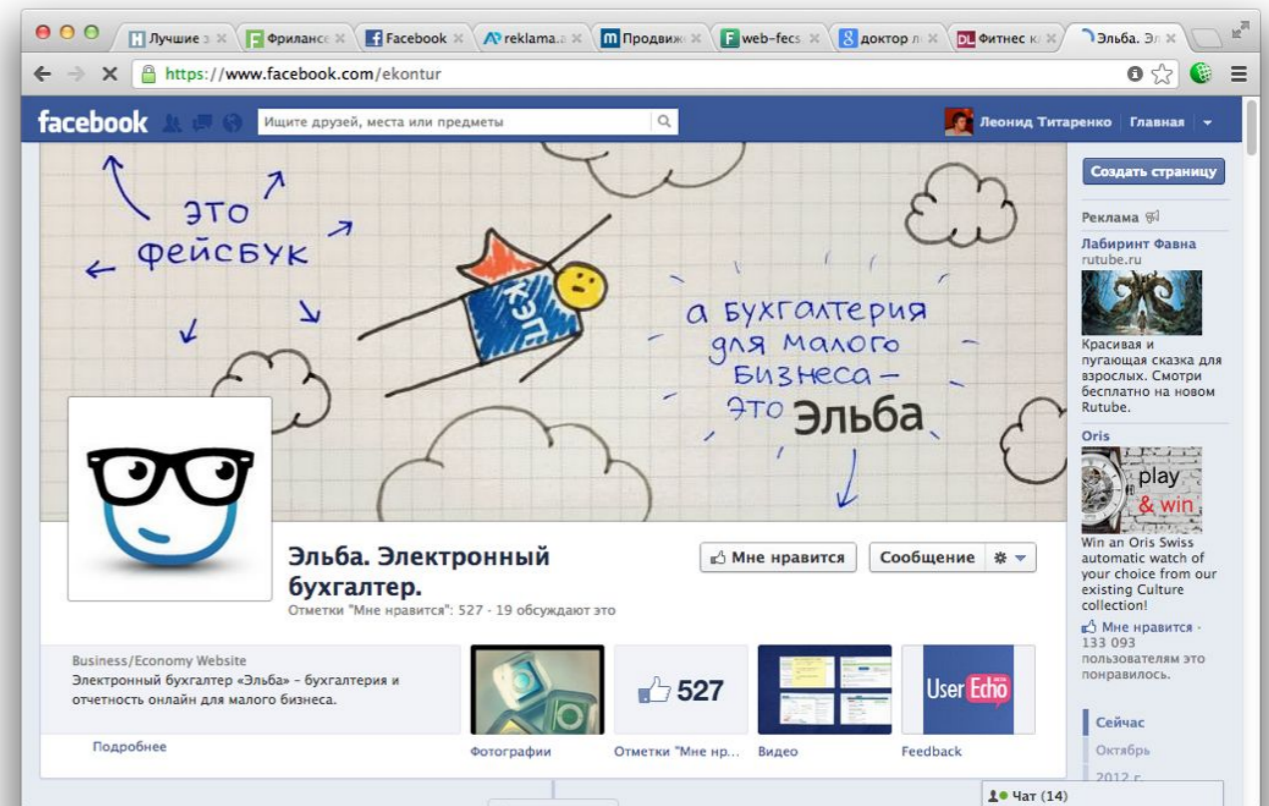 Лучшие з
Фрилансе
Facebook
reklama.a
Продвиже
web-fecs.
доктор л
Фитнес к
Эльба. Эл
https://www.facebook.com/ekontur
facebook
Ищите друзей, места или предметы
Леонид Титаренко
Главная
это
фейсбук
КЭП
а бухгалтерия
для малого
бизнеса –
это Эльба
Эльба. Электронный
бухгалтер.
Отметки "Мне нравится": 527 · 19 обсуждают это
Мне нравится
Сообщение
Business/Economy Website
Электронный бухгалтер «Эльба» – бухгалтерия и
отчетность онлайн для малого бизнеса.
Подробнее
527
User Echo
Фотографии
Отметки "Мне нр...
Видео
Feedback
Создать страницу
Реклама
Лабиринт Фавна
rutube.ru
Красивая и
пугающая сказка для
взрослых. Смотри
бесплатно на новом
Rutube.
Oris
play
& win
Win an Oris Swiss
automatic watch of
your choice from our
existing Culture
collection!
Мне нравится ·
133 093
пользователям это
понравилось.
Сейчас
Октябрь
2012 г.
Чат (14)